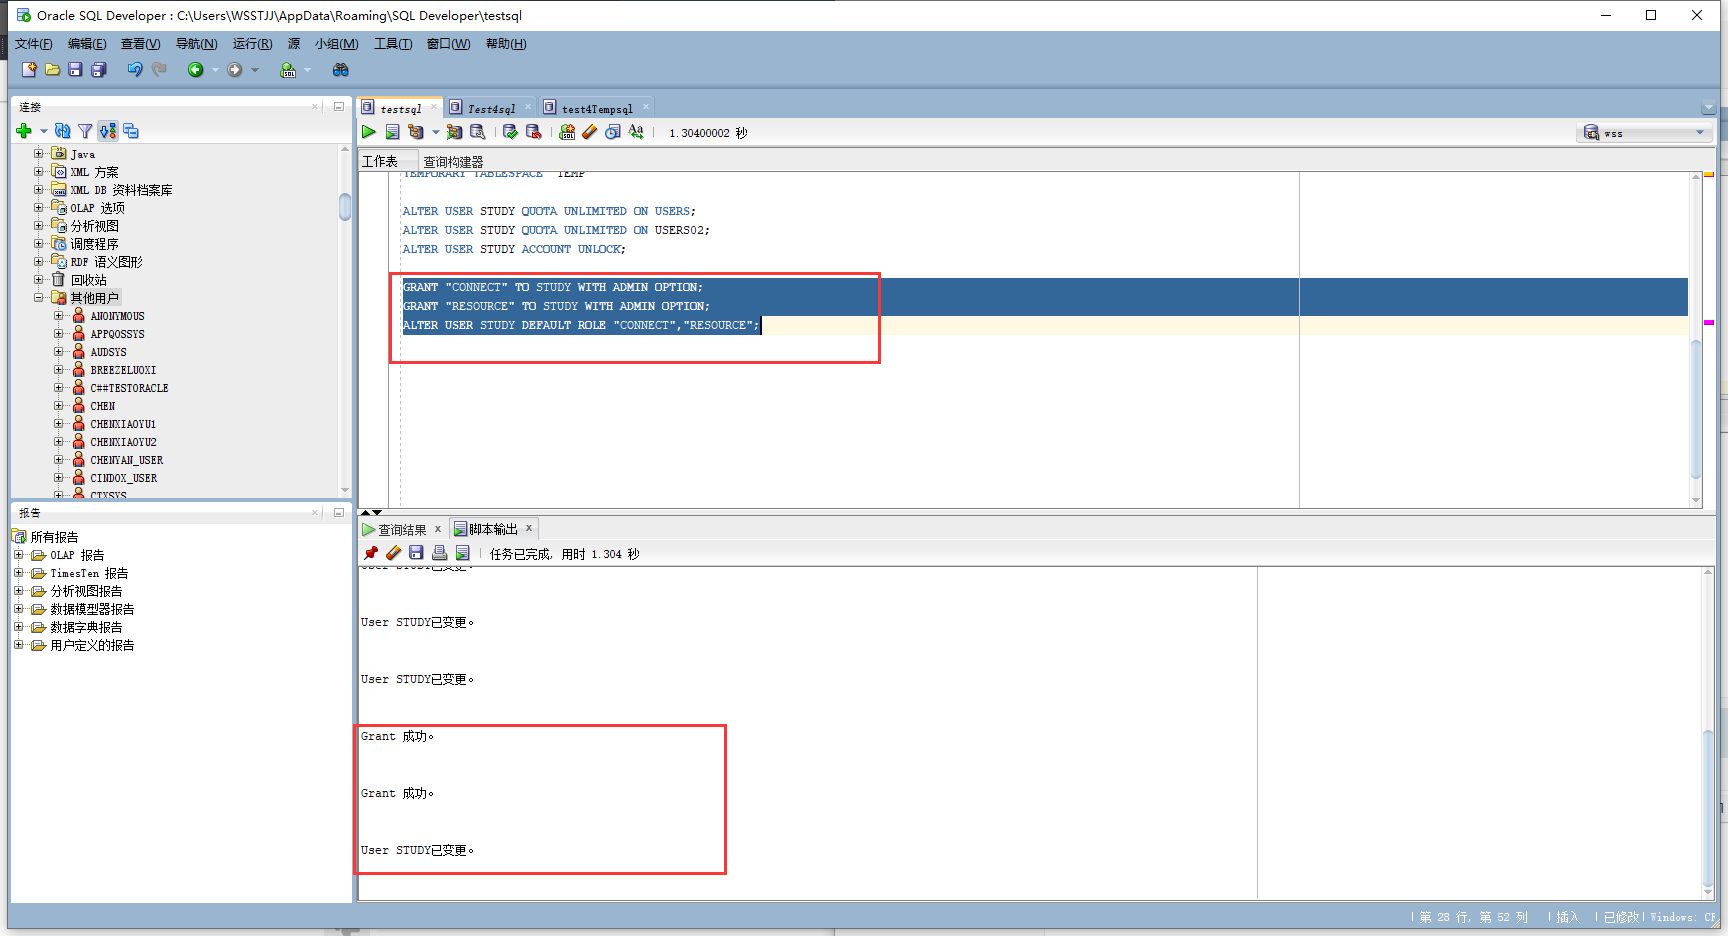 Oracle SQL Developer : C:\Users\WSSTJJ\AppData\Roaming\SQL Developer\testsql
文件(F) 编辑(E) 查看(V) 导航(N) 运行(R) 源 小组(M) 工具(T) 窗口(W) 帮助(H)
连接
Java
XML 方案
XML DB 资料档案库
OLAP 选项
分析视图
调度程序
RDF 语义图形
回收站
其他用户
ANONYMOUS
APPQOSSYS
AUDSYS
BREEZELUOXI
C##TESTORACLE
CHEN
CHENXIAOYU1
CHENXIAOYU2
CHENYAN_USER
CINDOX_USER
CTXSYS
报告
所有报告
OLAP 报告
TimesTen 报告
分析视图报告
数据模型器报告
数据字典报告
用户定义的报告
testsql Test4sql test4Tempsql
1.30400002 秒
wss
工作表 查询构建器
TEMPORARY TABLESPACE "TEMP"
ALTER USER STUDY QUOTA UNLIMITED ON USERS;
ALTER USER STUDY QUOTA UNLIMITED ON USERS02;
ALTER USER STUDY ACCOUNT UNLOCK;
GRANT "CONNECT" TO STUDY WITH ADMIN OPTION;
GRANT "RESOURCE" TO STUDY WITH ADMIN OPTION;
ALTER USER STUDY DEFAULT ROLE "CONNECT","RESOURCE";
查询结果 脚本输出
任务已完成, 用时 1.304 秒
User STUDY已变更。
User STUDY已变更。
User STUDY已变更。
Grant 成功。
Grant 成功。
User STUDY已变更。
第 28 行, 第 52 列 插入 已修改 Windows: CR